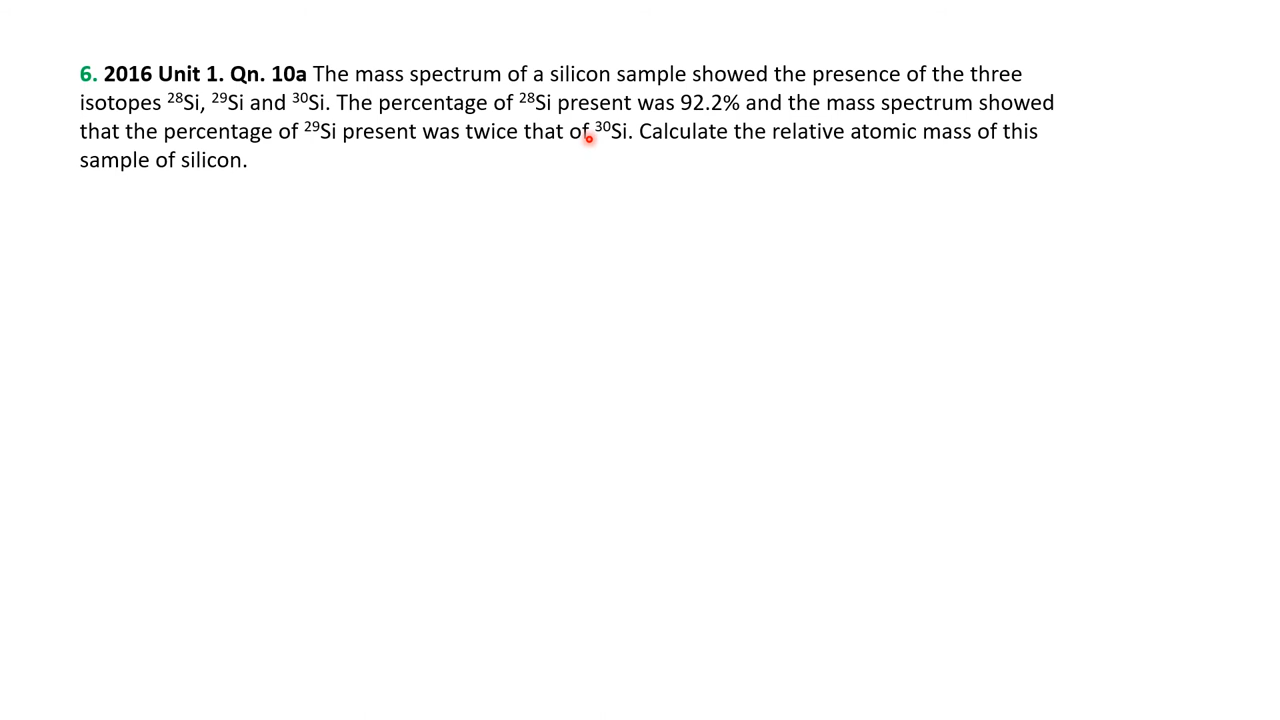 6. 2016 Unit 1. Qn. 10a The mass spectrum of a silicon sample showed the presence of the three
isotopes ²⁸Si, ²⁹Si and ³⁰Si. The percentage of ²⁸Si present was 92.2% and the mass spectrum showed
that the percentage of ²⁹Si present was twice that of ³⁰Si. Calculate the relative atomic mass of this
sample of silicon.